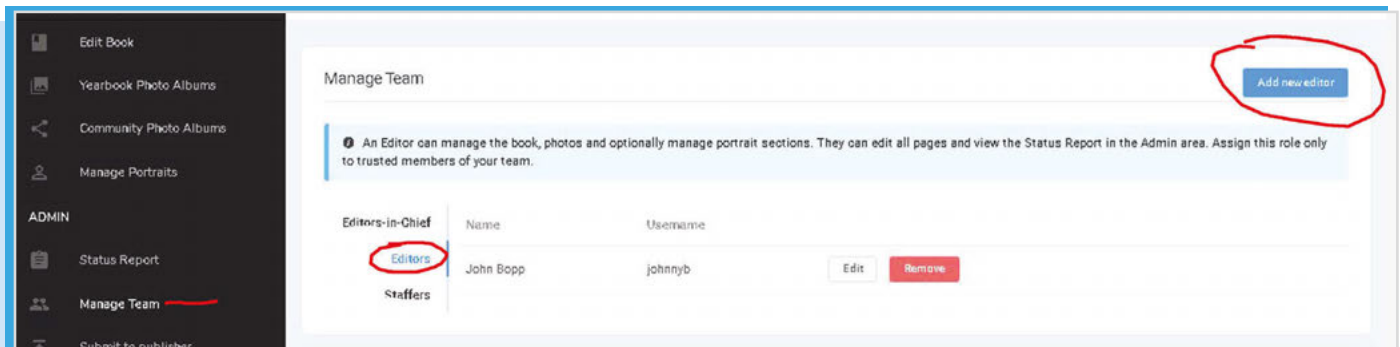 Edit Book
Yearbook Photo Albums
Community Photo Albums
Manage Portraits
ADMIN
Status Report
Manage Team
Submit to publisher
Manage Team
Add new editor
An Editor can manage the book, photos and optionally manage portrait sections. They can edit all pages and view the Status Report in the Admin area. Assign this role only
to trusted members of your team.
Editors-in-Chief
Editors
Staffers
Name Username
John Bopp johnnyb Edit Remove